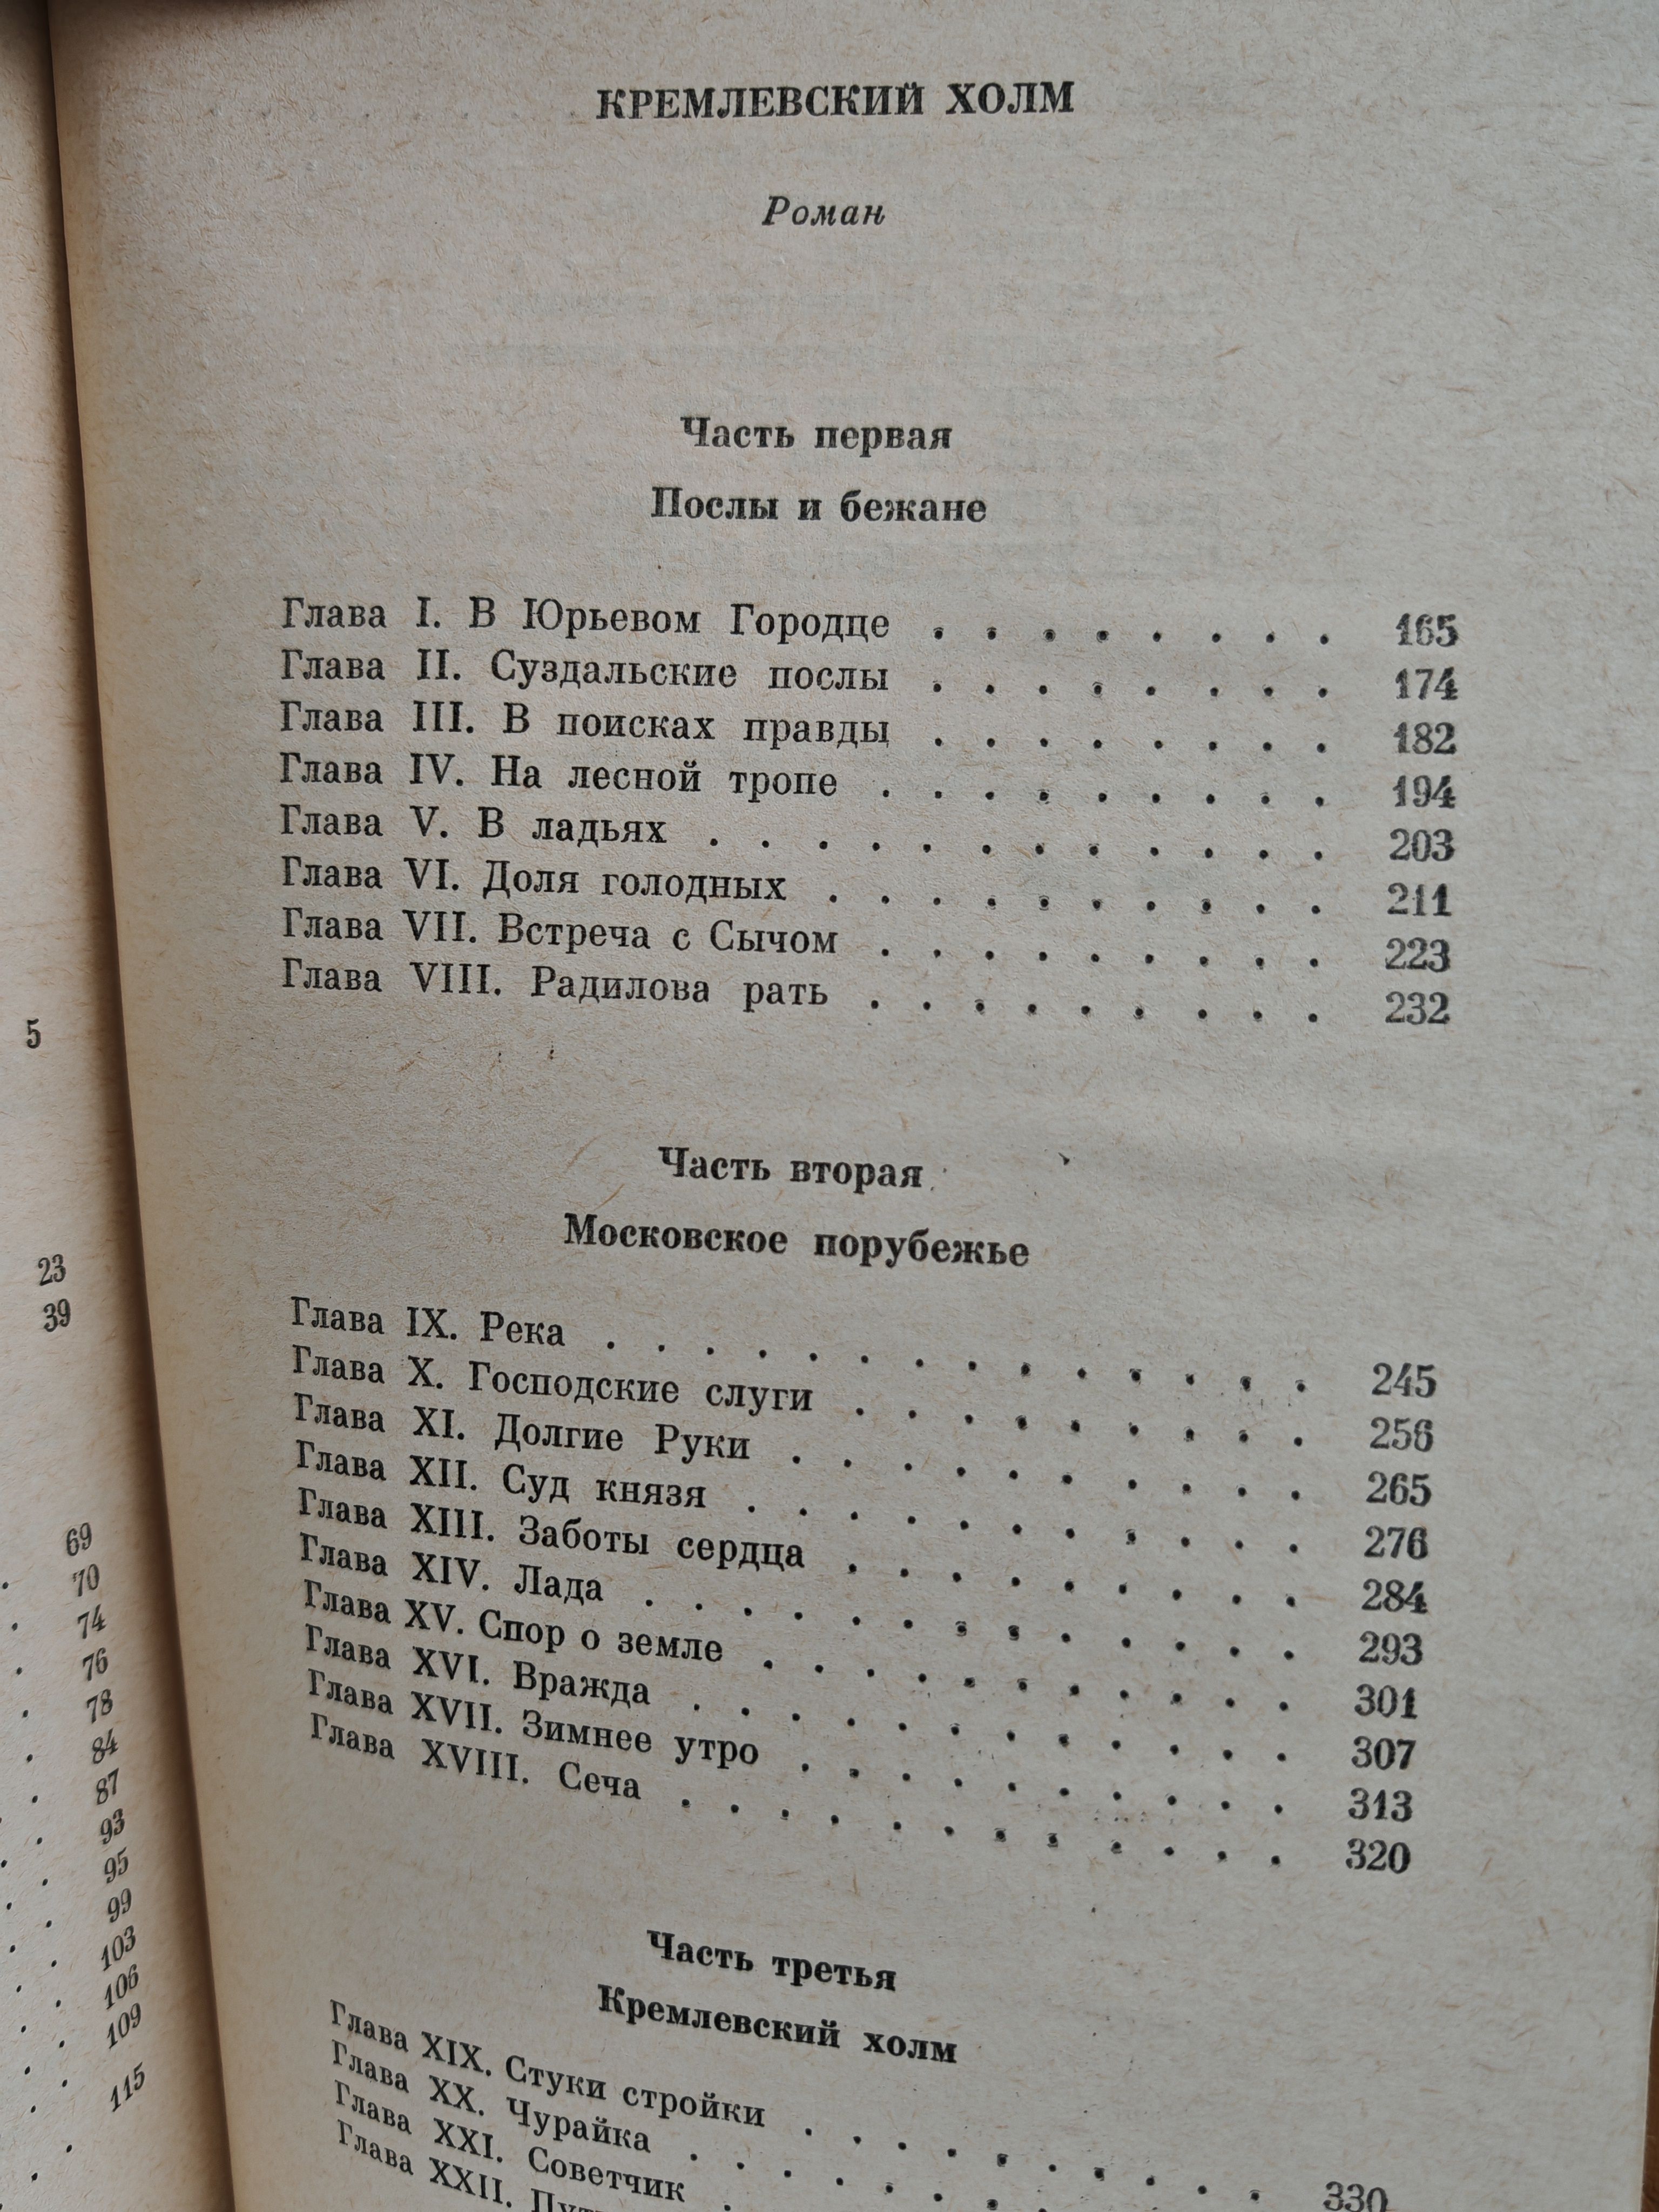 5
23
39
69
70
74
76
78
84
87
93
95
99
103
106
109
115
КРЕМЛЕВСКИЙ ХОЛМ
Роман
Часть первая
Послы и бежане
Глава I. В Юрьевом Городце . . . . . . . . 165
Глава II. Суздальские послы . . . . . . . . 174
Глава III. В поисках правды . . . . . . . . 182
Глава IV. На лесной тропе . . . . . . . . . 194
Глава V. В ладьях . . . . . . . . . . . . 203
Глава VI. Доля голодных . . . . . . . . . . 211
Глава VII. Встреча с Сычом . . . . . . . . . 223
Глава VIII. Радилова рать . . . . . . . . . 232
Часть вторая
Московское порубежье
Глава IX. Река . . . . . . . . . . . . . . 245
Глава X. Господские слуги . . . . . . . . . 256
Глава XI. Долгие Руки . . . . . . . . . . 265
Глава XII. Суд князя . . . . . . . . . . . 276
Глава XIII. Заботы сердца . . . . . . . . . 284
Глава XIV. Лада . . . . . . . . . . . . . 293
Глава XV. Спор о земле . . . . . . . . . . 301
Глава XVI. Вражда . . . . . . . . . . . . 307
Глава XVII. Зимнее утро . . . . . . . . . . 313
Глава XVIII. Сеча . . . . . . . . . . . . 320
Часть третья
Кремлевский холм
Глава XIX. Стуки стройки . . . . . . . . . 330
Глава XX. Чурайка . . . . . .
Глава XXI. Советчик .
Глава XXII.